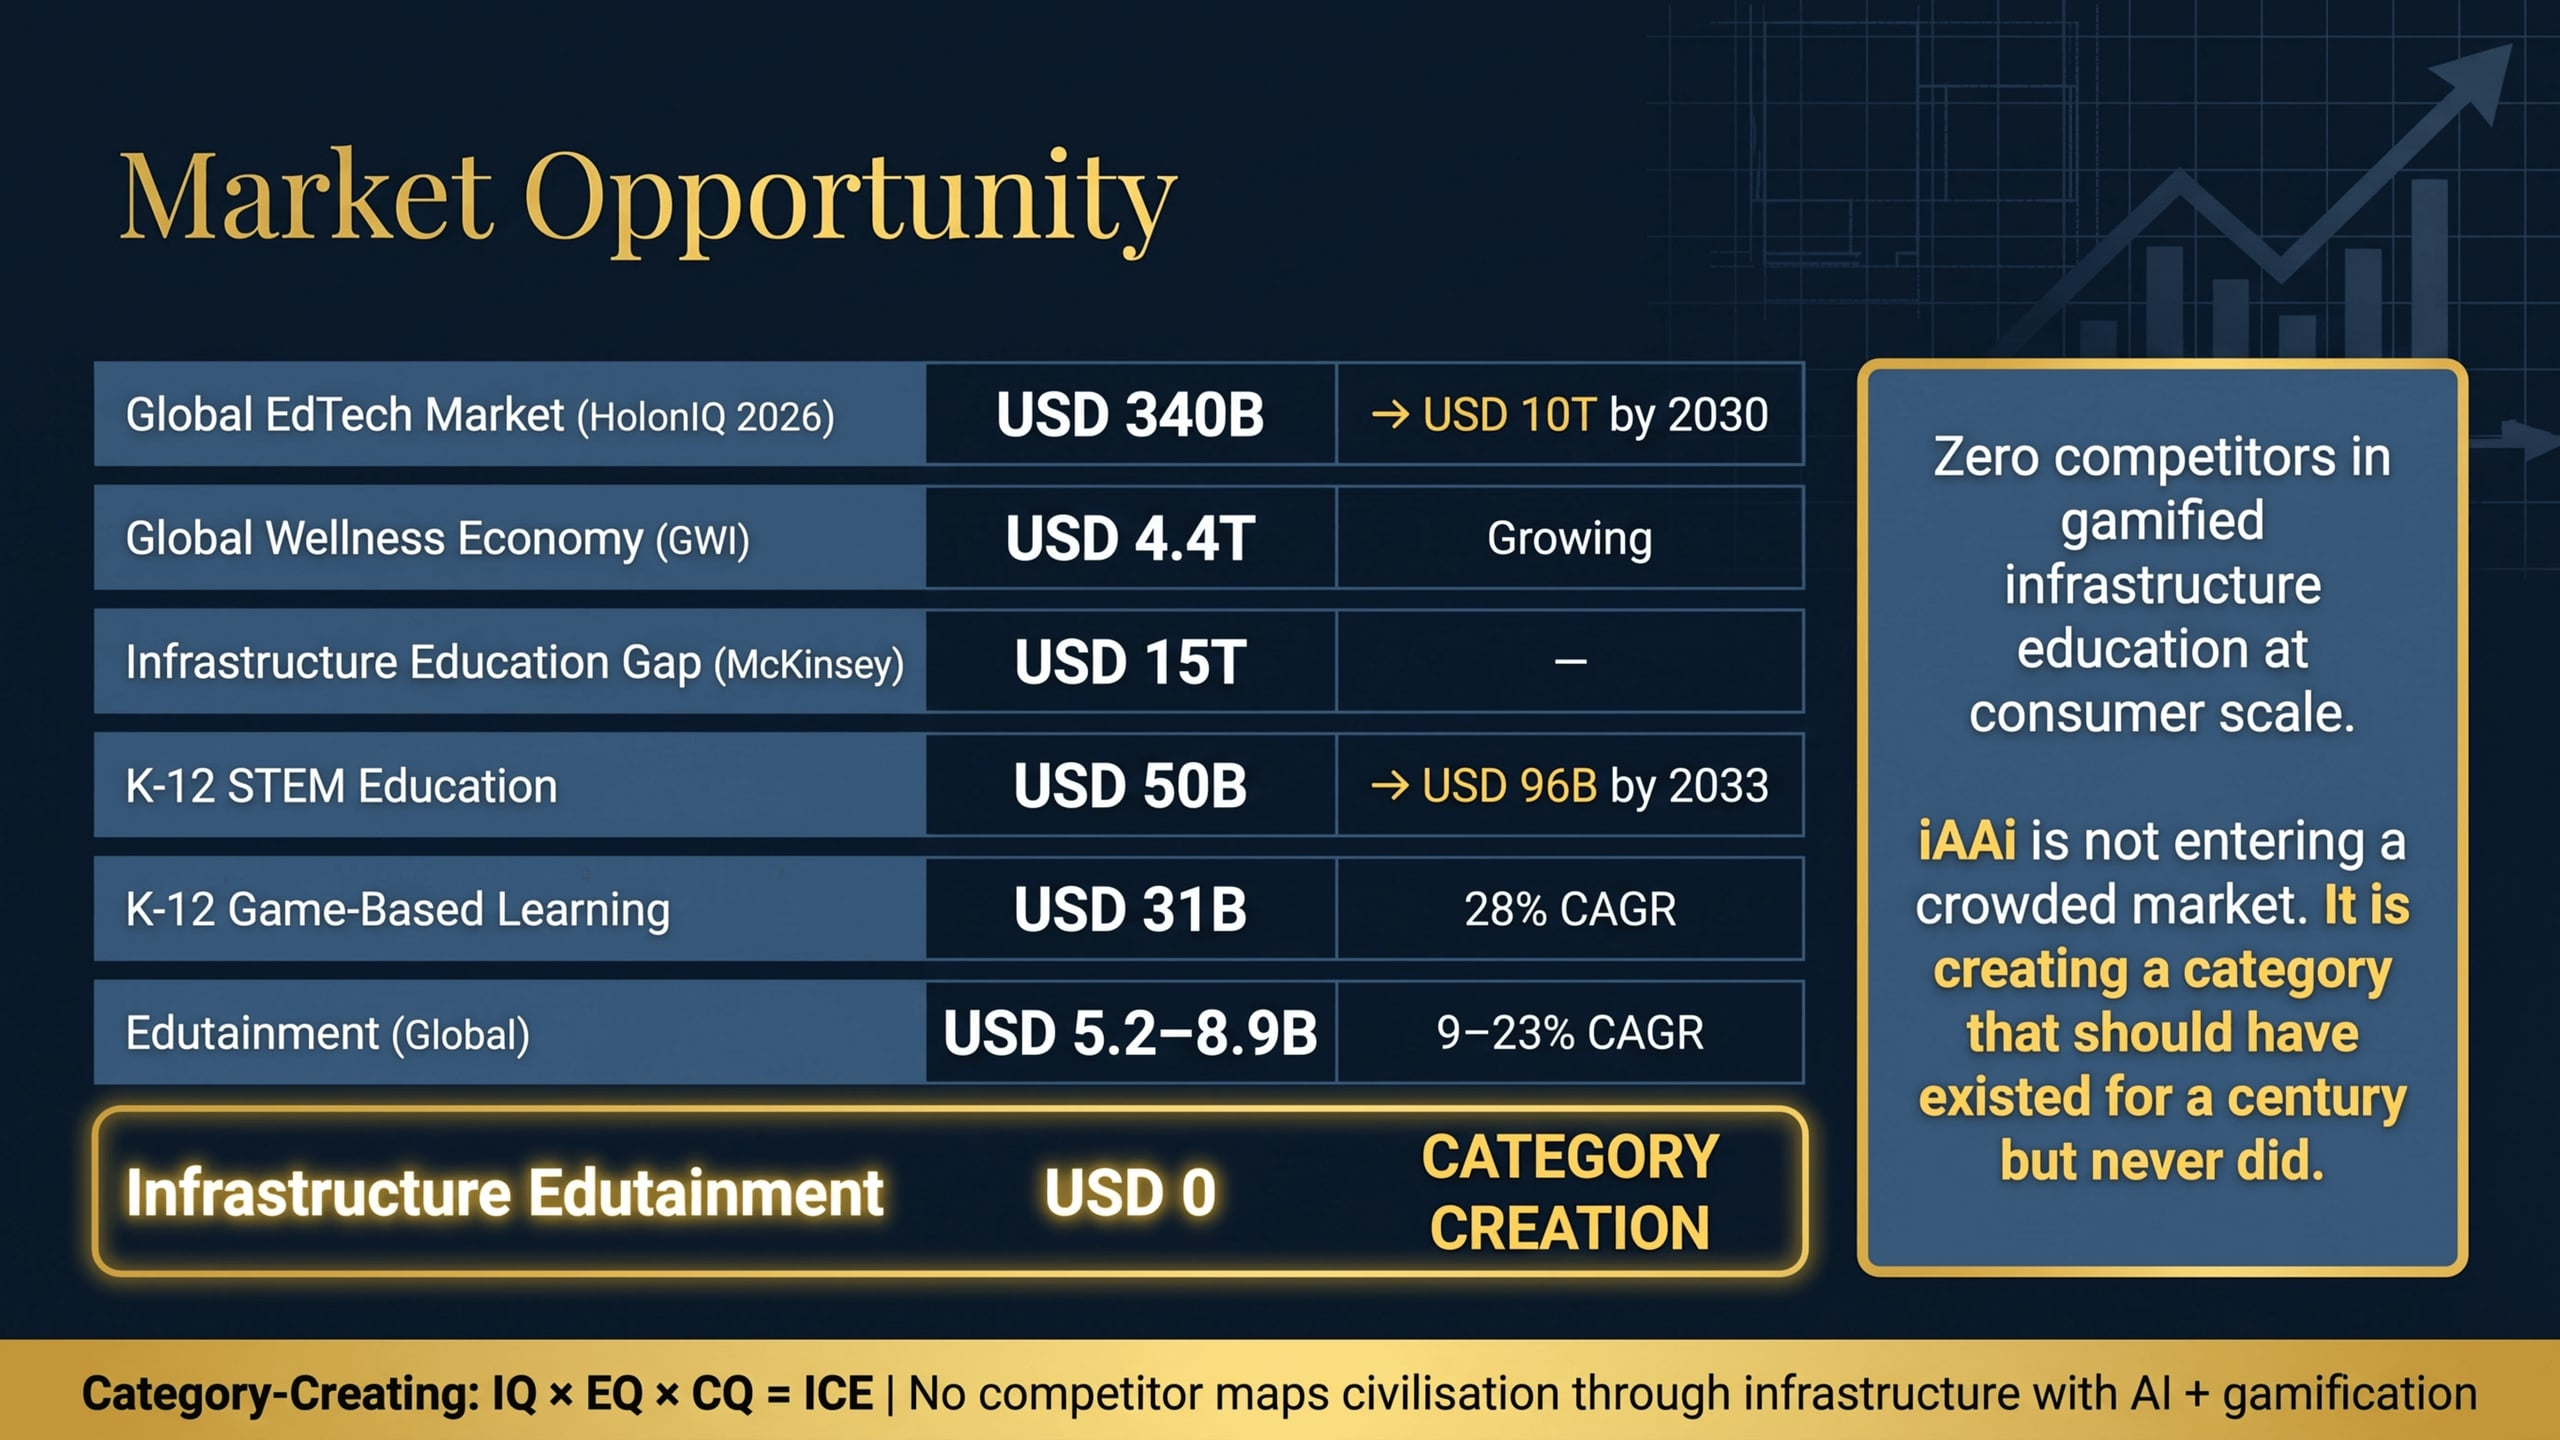 Market Opportunity
Global EdTech Market (HolonIQ 2026) USD 340B → USD 10T by 2030
Global Wellness Economy (GWI) USD 4.4T Growing
Infrastructure Education Gap (McKinsey) USD 15T —
K-12 STEM Education USD 50B → USD 96B by 2033
K-12 Game-Based Learning USD 31B 28% CAGR
Edutainment (Global) USD 5.2–8.9B 9–23% CAGR
Infrastructure Edutainment USD 0 CATEGORY
CREATION
Zero competitors in
gamified
infrastructure
education at
consumer scale.
iAAi is not entering a
crowded market. It is
creating a category
that should have
existed for a century
but never did.
Category-Creating: IQ × EQ × CQ = ICE | No competitor maps civilisation through infrastructure with AI + gamification